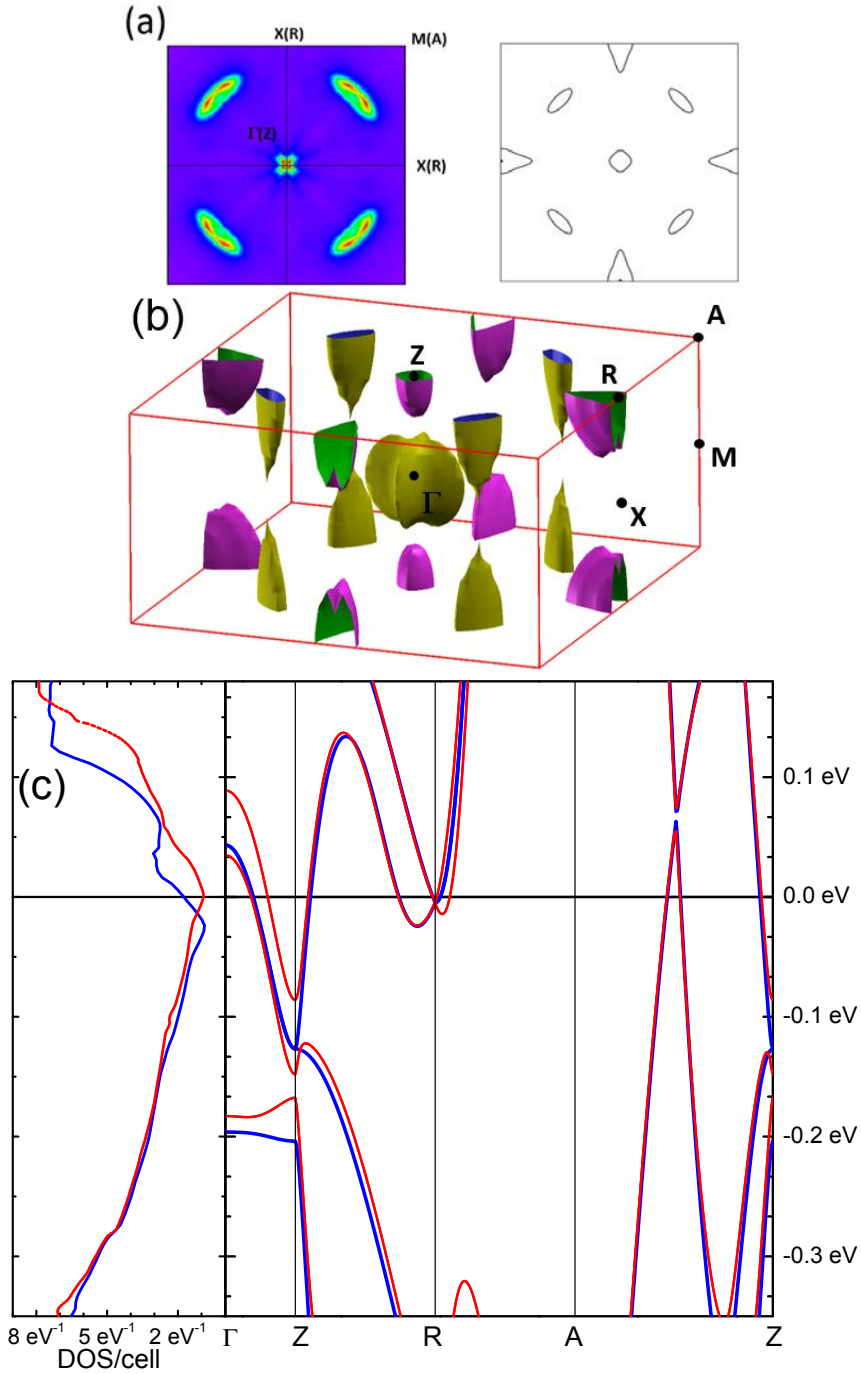 (a)
X(R) M(A)
Γ(Z)
X(R)
(b)
A
Z
R
M
Γ
X
(c)
0.1 eV
0.0 eV
-0.1 eV
-0.2 eV
-0.3 eV
8 eV⁻¹ 5 eV⁻¹ 2 eV⁻¹ Γ Z R A Z
DOS/cell